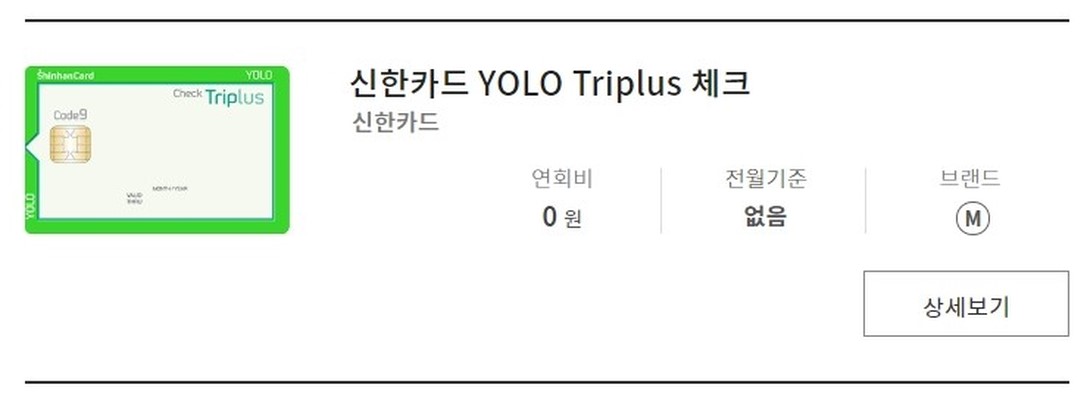 ShinhanCard YOLO
Check Triplus
Code9
MONTH/YEAR
VALID
THRU
YOLO
신한카드 YOLO Triplus 체크
신한카드
연회비 전월기준 브랜드
0 원 없음 M
상세보기